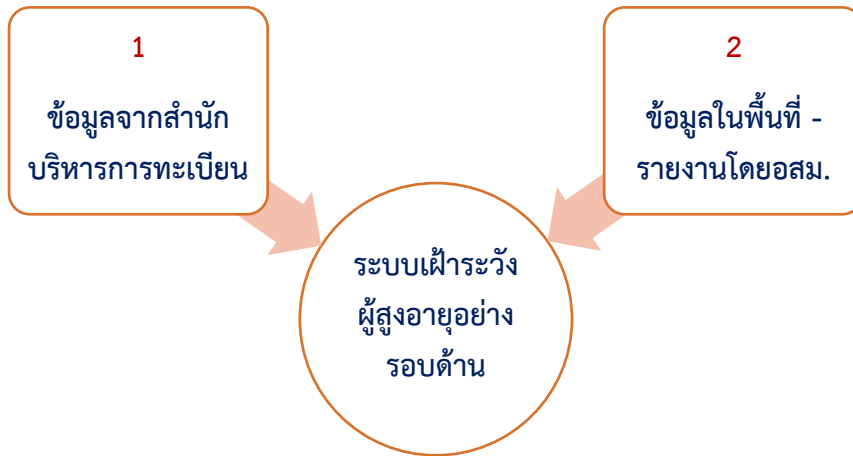 1
ข้อมูลจากสำนัก
บริหารการทะเบียน
2
ข้อมูลในพื้นที่ -
รายงานโดยอสม.
ระบบเฝ้าระวัง
ผู้สูงอายุอย่าง
รอบด้าน